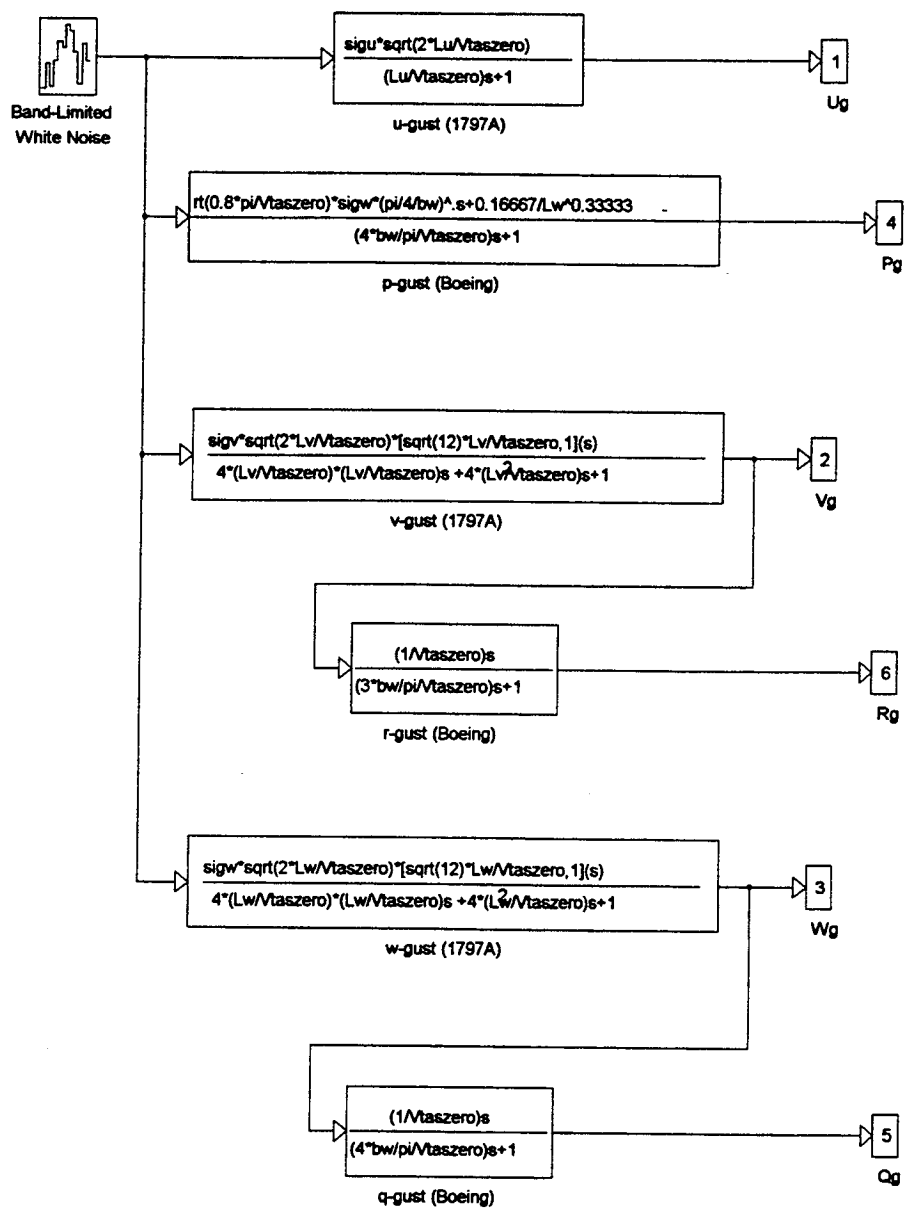 Band-Limited
White Noise
sigu*sqrt(2*Lu/Vtaszero)
(Lu/Vtaszero)s+1
u-gust (1797A)
1
Ug
rt(0.8*pi/Vtaszero)*sigw*(pi/4/bw)^.s+0.16667/Lw^0.33333
(4*bw/pi/Vtaszero)s+1
p-gust (Boeing)
4
Pg
sigv*sqrt(2*Lv/Vtaszero)*[sqrt(12)*Lv/Vtaszero,1](s)
4*(Lv/Vtaszero)*(Lv/Vtaszero)s +4*(Lv2/Vtaszero)s+1
v-gust (1797A)
2
Vg
(1/Vtaszero)s
(3*bw/pi/Vtaszero)s+1
r-gust (Boeing)
6
Rg
sigw*sqrt(2*Lw/Vtaszero)*[sqrt(12)*Lw/Vtaszero,1](s)
4*(Lw/Vtaszero)*(Lw/Vtaszero)s +4*(Lw2/Vtaszero)s+1
w-gust (1797A)
3
Wg
(1/Vtaszero)s
(4*bw/pi/Vtaszero)s+1
q-gust (Boeing)
5
Qg